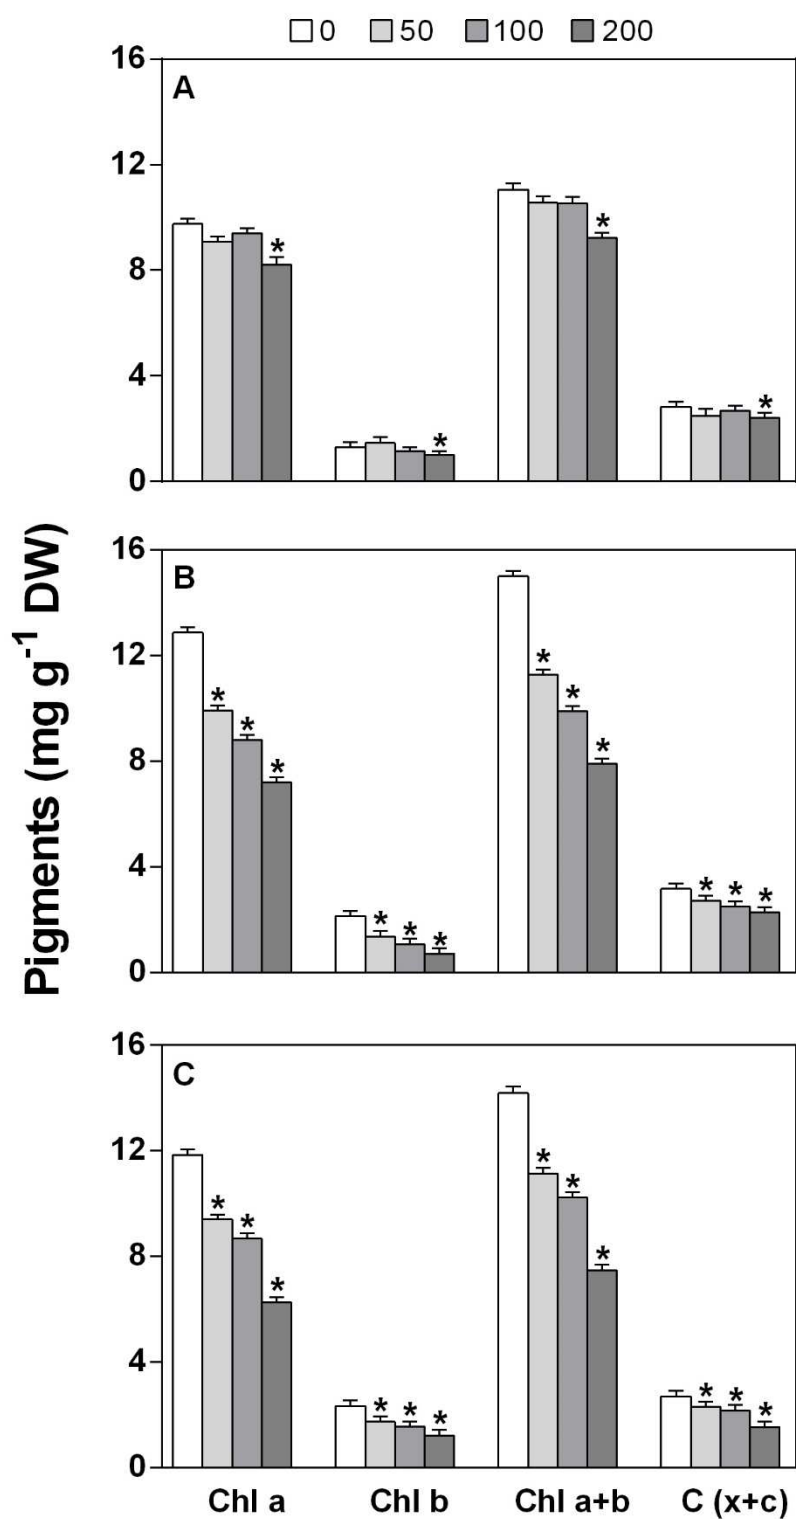 0 50 100 200
16
A
12
8
* * * *
4
0
Pigments (mg g⁻¹ DW)
16
B
12
* * * * * * * * * * * *
8
4
0
16
C
12
* * * * * * * * * * * *
8
4
0
Chl a Chl b Chl a+b C (x+c)